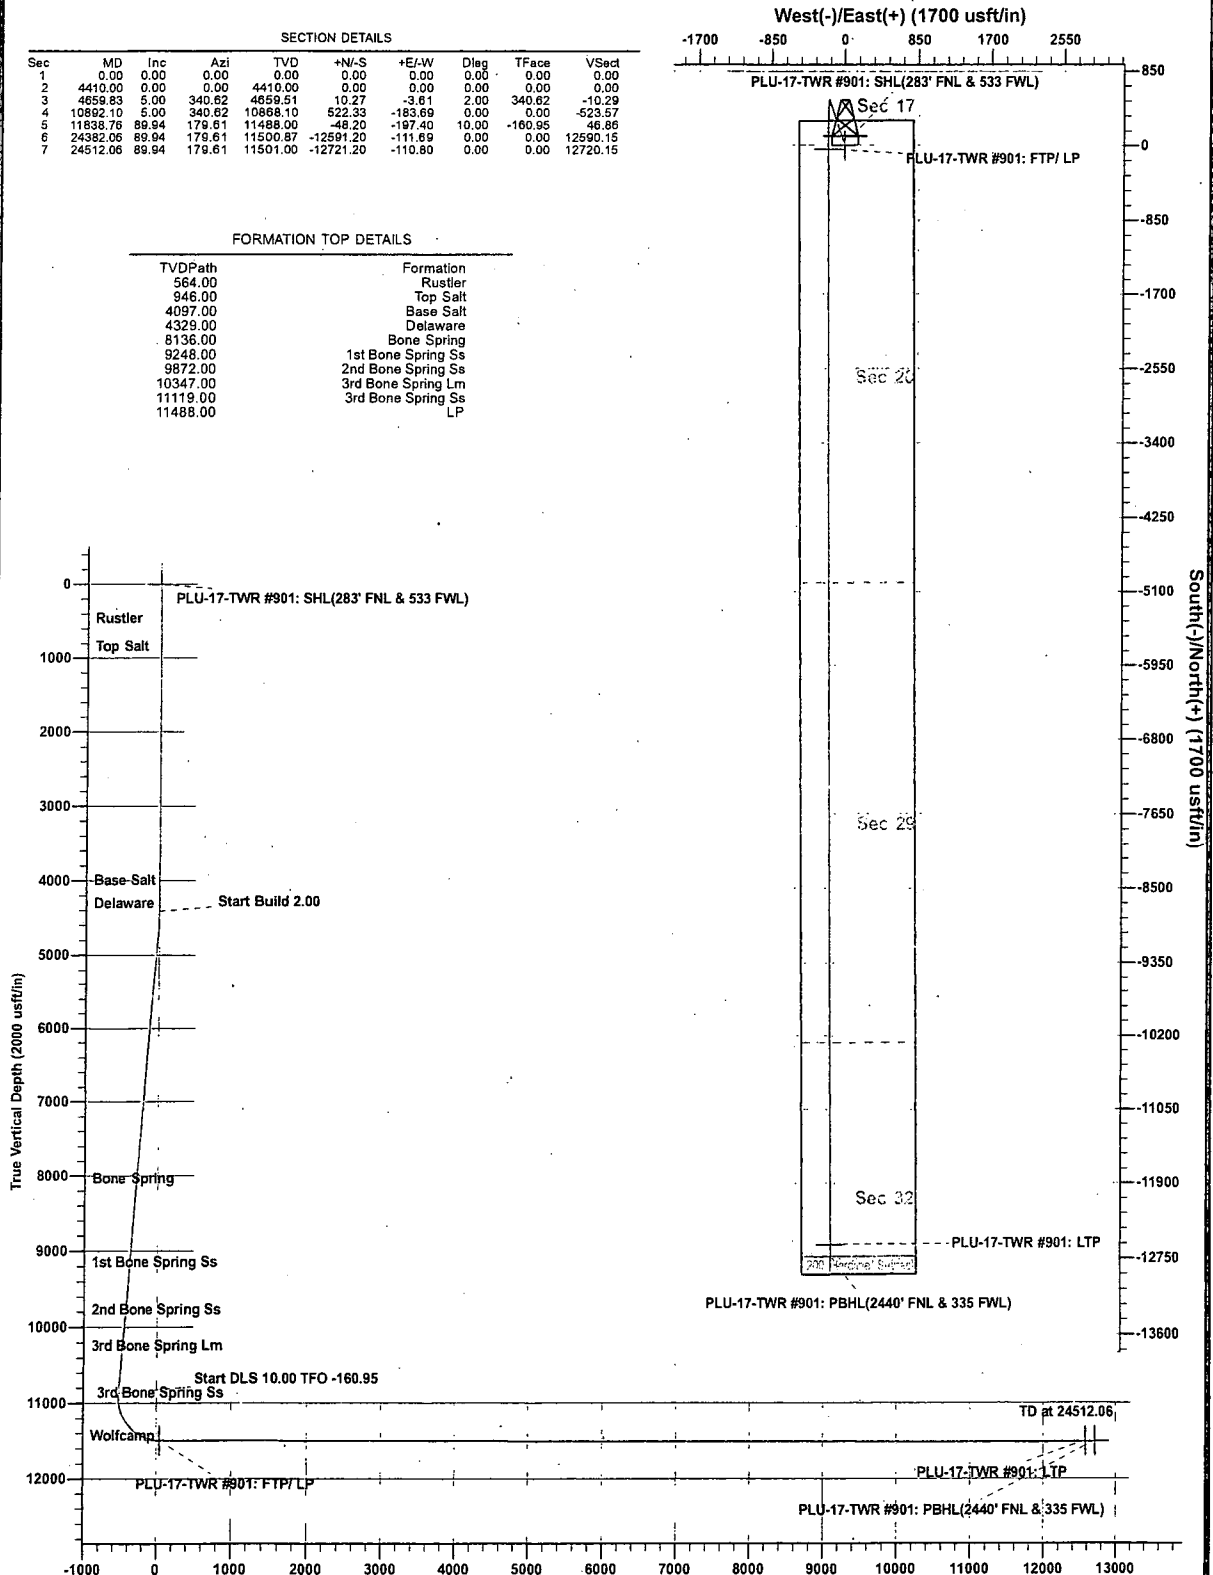 SECTION DETAILS
Sec MD Inc Azi TVD +N/-S +E/-W Dleg TFace VSect
1 0.00 0.00 0.00 0.00 0.00 0.00 0.00 0.00 0.00
2 4410.00 0.00 0.00 4410.00 0.00 0.00 0.00 0.00 0.00
3 4659.83 5.00 340.62 4659.51 10.27 -3.61 2.00 340.62 -10.29
4 10892.10 5.00 340.62 10868.10 522.33 -183.69 0.00 0.00 -523.57
5 11838.76 89.94 179.61 11488.00 -48.20 -197.40 10.00 -160.95 46.86
6 24382.06 89.94 179.61 11500.87 -12591.20 -111.69 0.00 0.00 12590.15
7 24512.06 89.94 179.61 11501.00 -12721.20 -110.80 0.00 0.00 12720.15
FORMATION TOP DETAILS
TVDPath Formation
564.00 Rustler
946.00 Top Salt
4097.00 Base Salt
4329.00 Delaware
8136.00 Bone Spring
9248.00 1st Bone Spring Ss
9872.00 2nd Bone Spring Ss
10347.00 3rd Bone Spring Lm
11119.00 3rd Bone Spring Ss
11488.00 LP
West(-)/East(+) (1700 usft/in)
-1700 -850 0 850 1700 2550
PLU-17-TWR #901: SHL(283' FNL & 533 FWL)
Sec 17
PLU-17-TWR #901: FTP/ LP
Sec 20
Sec 29
Sec 32
PLU-17-TWR #901: LTP
PLU-17-TWR #901: PBHL(2440' FNL & 335 FWL)
850
0
-850
-1700
-2550
-3400
-4250
-5100
-5950
-6800
-7650
-8500
-9350
-10200
-11050
-11900
-12750
-13600
South(-)/North(+) (1700 usft/in)
True Vertical Depth (2000 usft/in)
0
PLU-17-TWR #901: SHL(283' FNL & 533 FWL)
Rustler
Top Salt
1000
2000
3000
4000
Base Salt
Delaware
Start Build 2.00
5000
6000
7000
8000
Bone Spring
9000
1st Bone Spring Ss
2nd Bone Spring Ss
10000
3rd Bone Spring Lm
Start DLS 10.00 TFO -160.95
3rd Bone Spring Ss
11000
TD at 24512.06
Wolfcamp
12000
PLU-17-TWR #901: FTP/ LP
PLU-17-TWR #901: LTP
PLU-17-TWR #901: PBHL(2440' FNL & 335 FWL)
-1000 0 1000 2000 3000 4000 5000 6000 7000 8000 9000 10000 11000 12000 13000